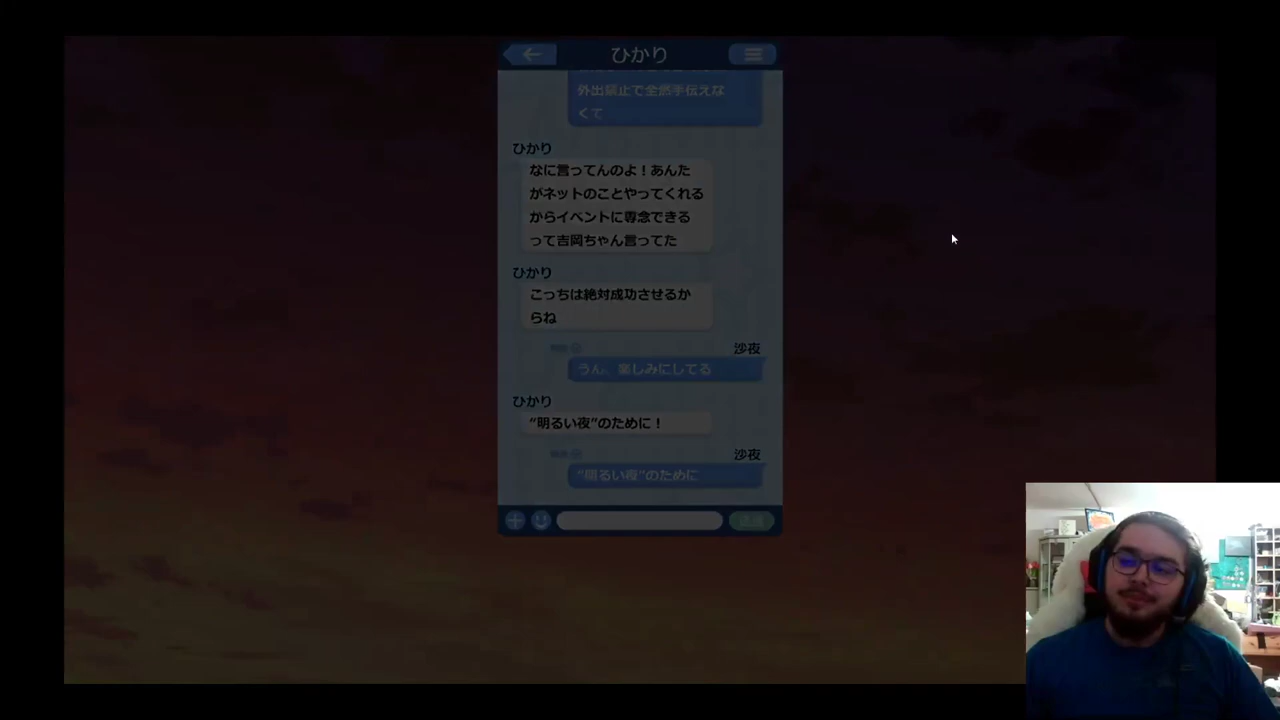 ひかり
外出禁止で全然手伝えな
くて
ひかり
なに言ってんのよ！あんた
がネットのことやってくれる
からイベントに専念できる
って吉岡ちゃん言ってた
ひかり
こっちは絶対成功させるか
らね
沙夜
うん、楽しみにしてる
ひかり
“明るい夜”のために！
沙夜
“明るい夜”のために